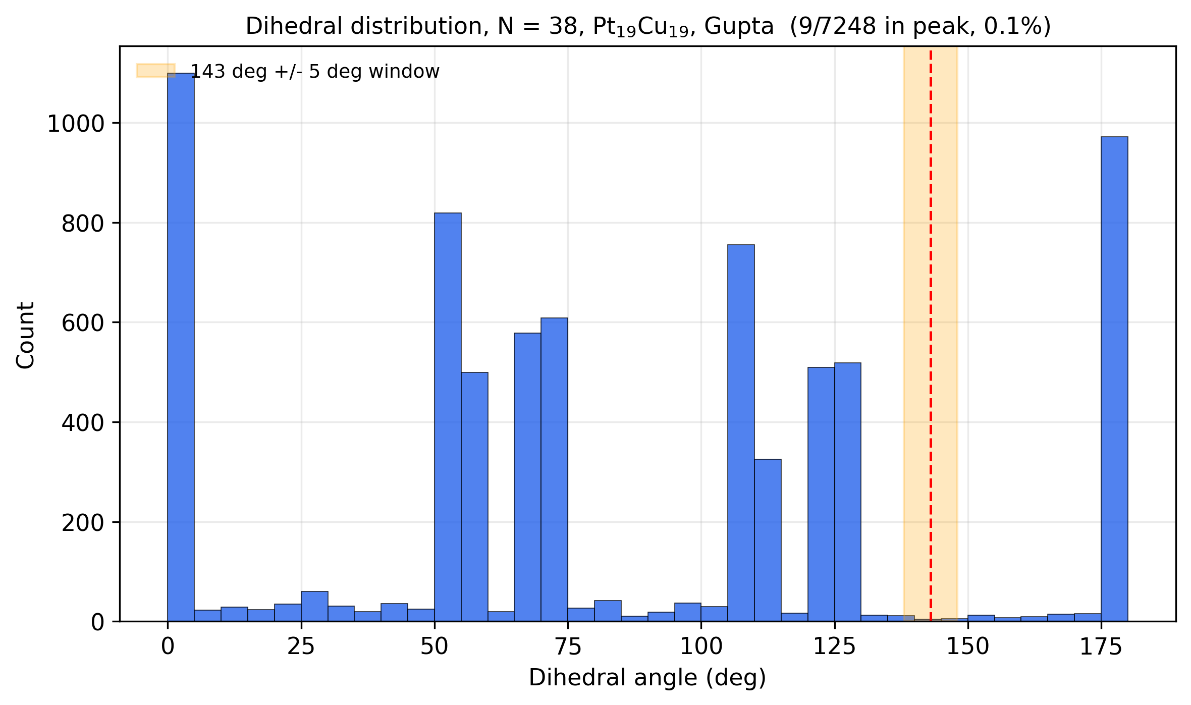 Dihedral distribution, N = 38, Pt₁₉Cu₁₉, Gupta (9/7248 in peak, 0.1%)
143 deg +/- 5 deg window
1000
800
600
400
200
0
Count
0 25 50 75 100 125 150 175
Dihedral angle (deg)